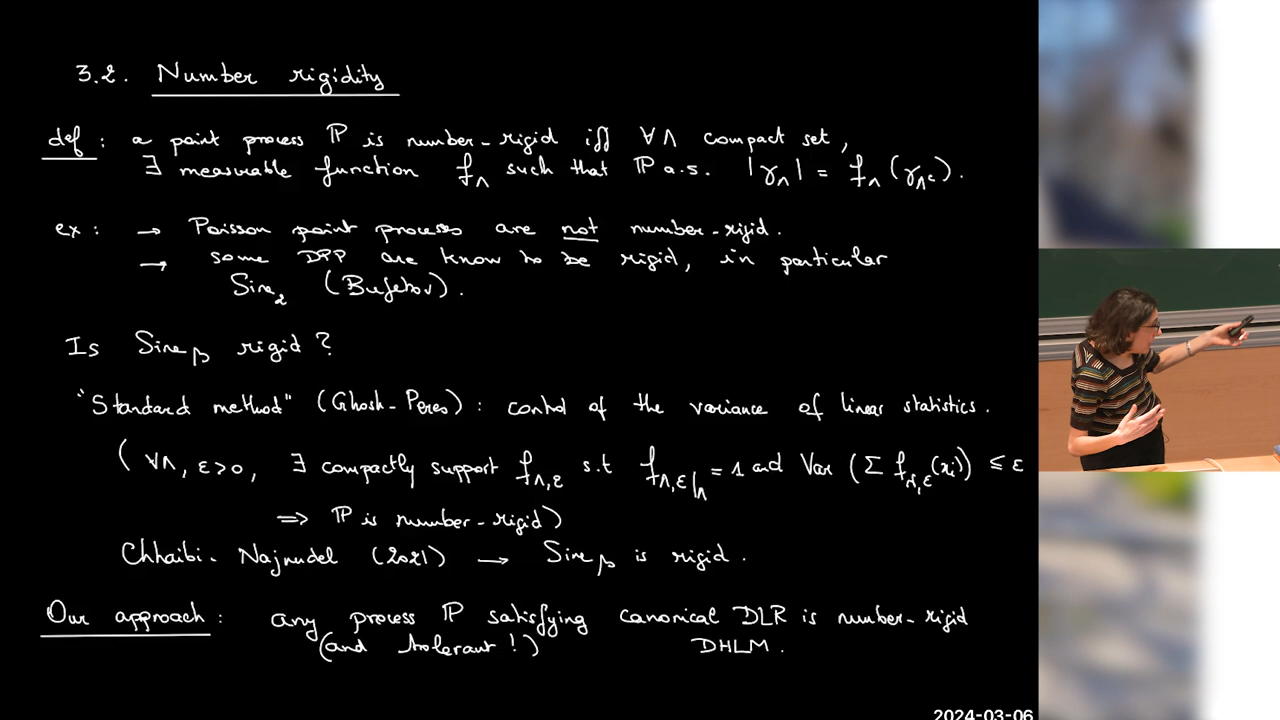 3.2. Number rigidity
def : a point process ℙ is number-rigid iff ∀Λ compact set,
∃ measurable function f_Λ such that ℙ a.s. |γ_Λ| = f_Λ(γ_Λᶜ).
ex : → Poisson point process are not number-rigid.
→ some DPP are know to be rigid, in particular
Sine₂ (Bufetov).
Is Sine_β rigid ?
"Standard method" (Ghosh-Peres) : control of the variance of linear statistics.
(∀Λ, ε>0, ∃ compactly support f_Λ,ε s.t f_Λ,ε|_Λ = 1 and Var (Σ f_Λ,ε(xi)) ≤ ε
⇒ ℙ is number-rigid)
Chhaibi-Najnudel (2021) → Sine_β is rigid.
Our approach : any process ℙ satisfying canonical DLR is number-rigid
(and tolerant !) DHLM.
2024-03-06